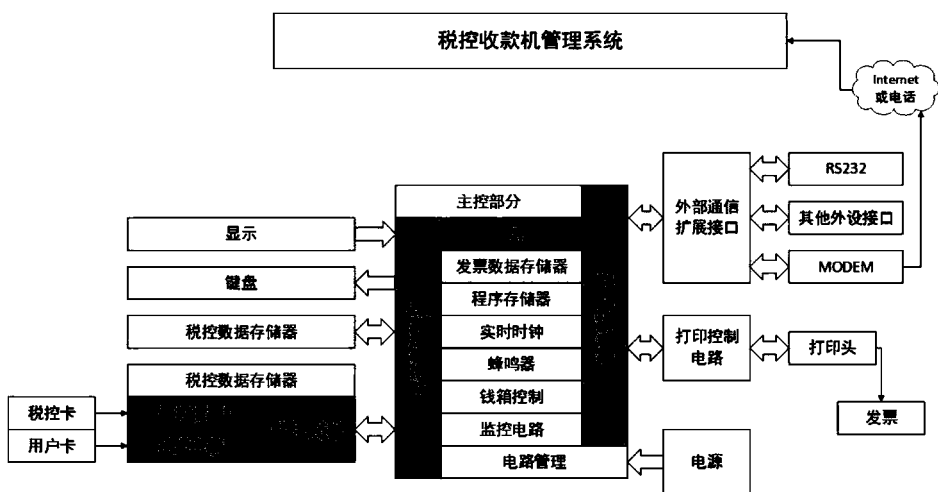 税控收款机管理系统
Internet
或电话
主控部分
显示
键盘
税控数据存储器
税控数据存储器
税控卡
用户卡
发票数据存储器
程序存储器
实时时钟
蜂鸣器
钱箱控制
监控电路
电路管理
外部通信
扩展接口
RS232
其他外设接口
MODEM
打印控制
电路
打印头
发票
电源